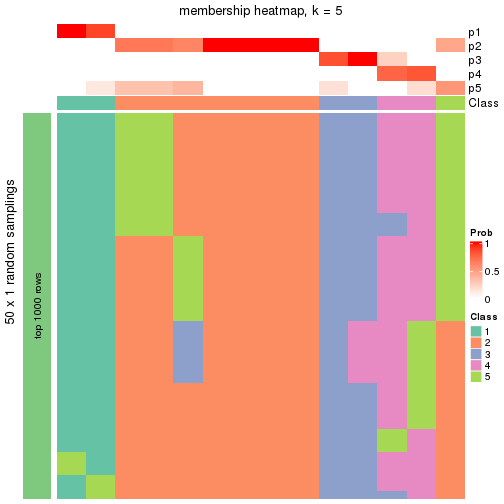 membership heatmap, k = 5
p1
p2
p3
p4
p5
Class
50 x 1 random samplings
top 1000 rows
Prob
1
0.5
0
Class
1
2
3
4
5